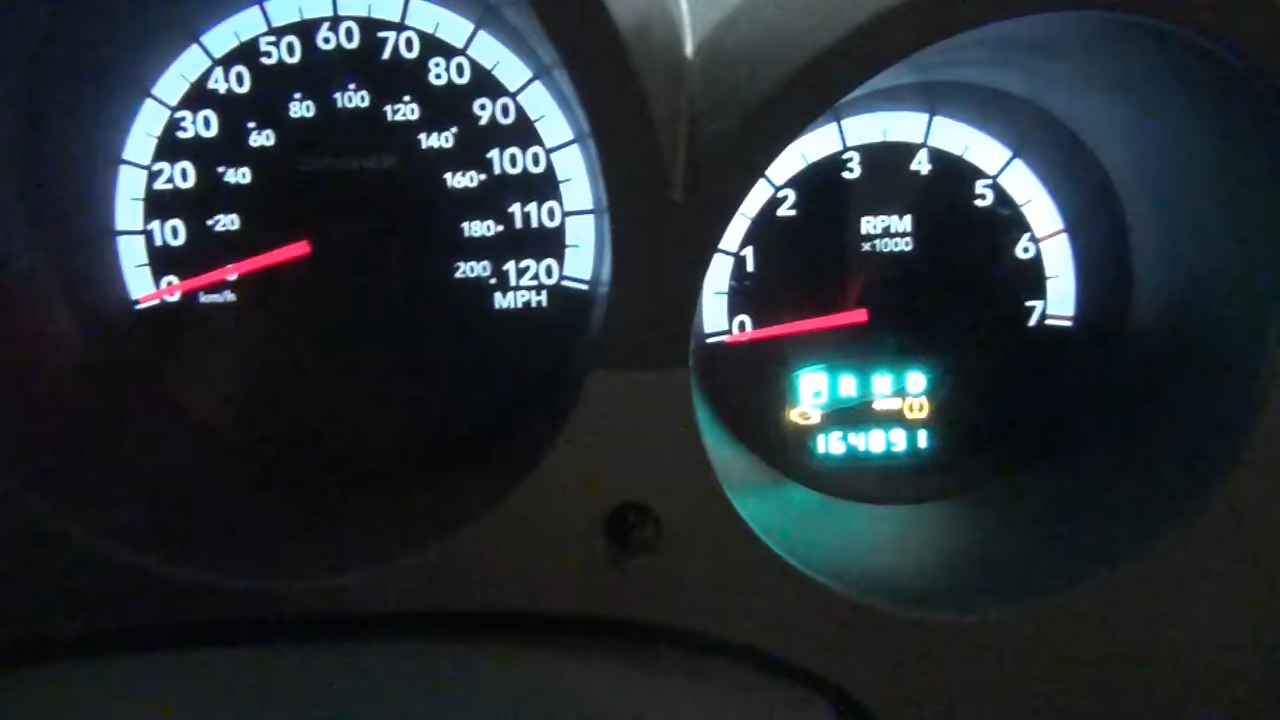 0 10 20 30 40 50 60 70 80 90 100 110 120
MPH
20 40 60 80 100 120 140 160 180 200
km/h
0 1 2 3 4 5 6 7
RPM
x1000
P R N D
164891